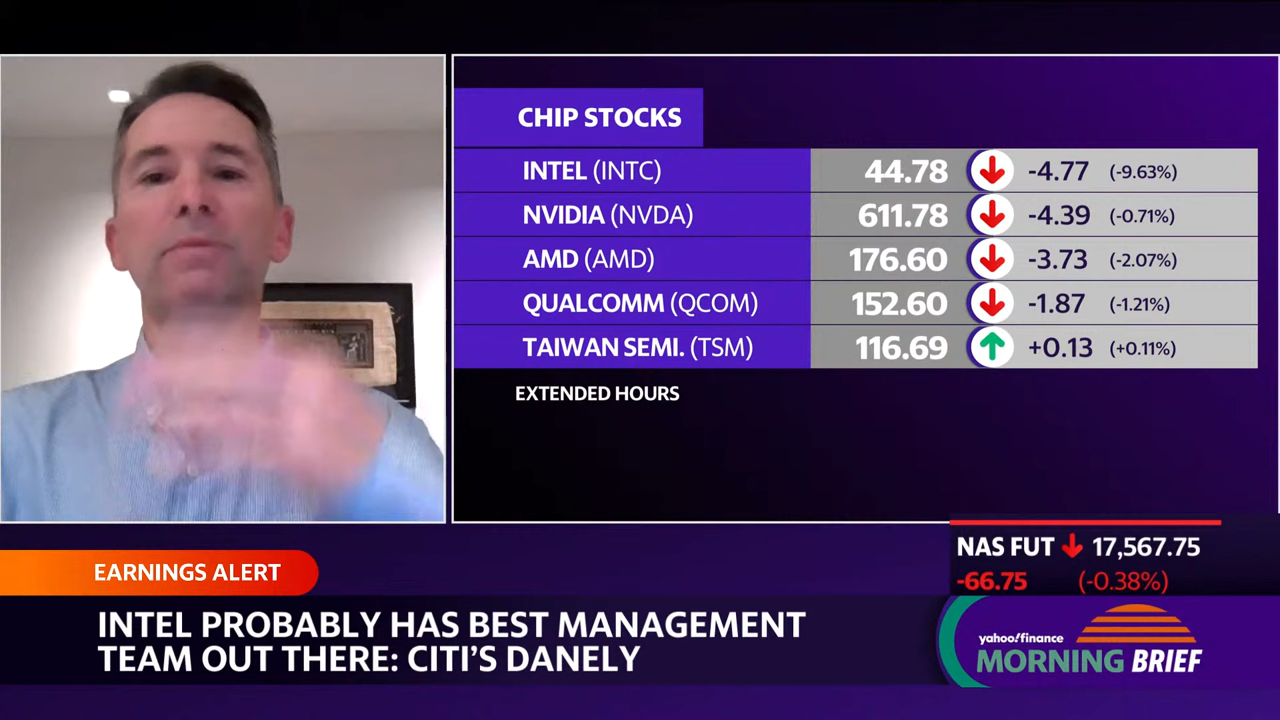 CHIP STOCKS
INTEL (INTC) 44.78 -4.77 (-9.63%)
NVIDIA (NVDA) 611.78 -4.39 (-0.71%)
AMD (AMD) 176.60 -3.73 (-2.07%)
QUALCOMM (QCOM) 152.60 -1.87 (-1.21%)
TAIWAN SEMI. (TSM) 116.69 +0.13 (+0.11%)
EXTENDED HOURS
NAS FUT 17,567.75
-66.75 (-0.38%)
EARNINGS ALERT
INTEL PROBABLY HAS BEST MANAGEMENT
TEAM OUT THERE: CITI'S DANELY
yahoo!finance
MORNING BRIEF